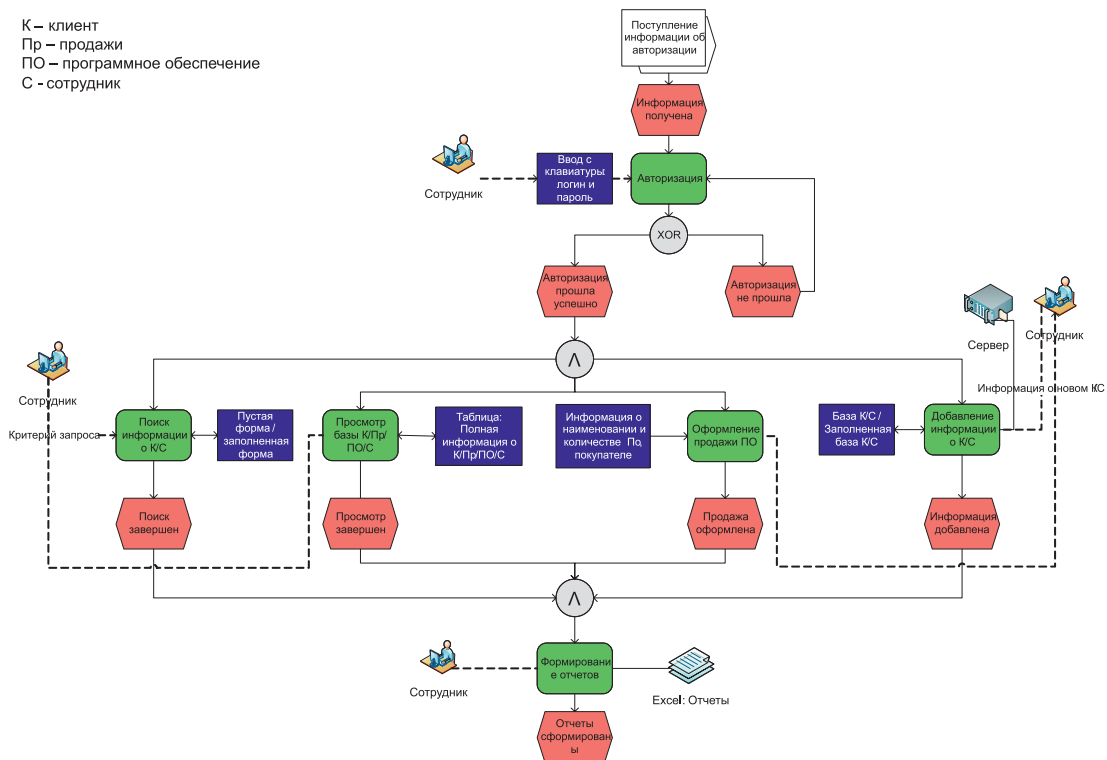 К – клиент
Пр – продажи
ПО – программное обеспечение
С - сотрудник
Поступление
информации об
авторизации
Информация
получена
Сотрудник
Ввод с
клавиатуры
логин и
пароль
Авторизация
XOR
Авторизация
прошла
успешно
Авторизация
не прошла
Сервер
Сотрудник
Λ
Сотрудник
Информация о новом К/С
Критерий запроса
Поиск
информации
о К/С
Пустая
форма /
заполненная
форма
Просмотр
базы К/Пр/
ПО/С
Таблица:
Полная
информация о
К/Пр/ПО/С
Информация о
наименовании и
количестве По,
покупателе
Оформление
продажи ПО
База К/С /
Заполненная
база К/С
Добавление
информации
о К/С
Поиск
завершен
Просмотр
завершен
Продажа
оформлена
Информация
добавлена
Λ
Сотрудник
Формировани
е отчетов
Excel: Отчеты
Отчеты
сформирован
ы